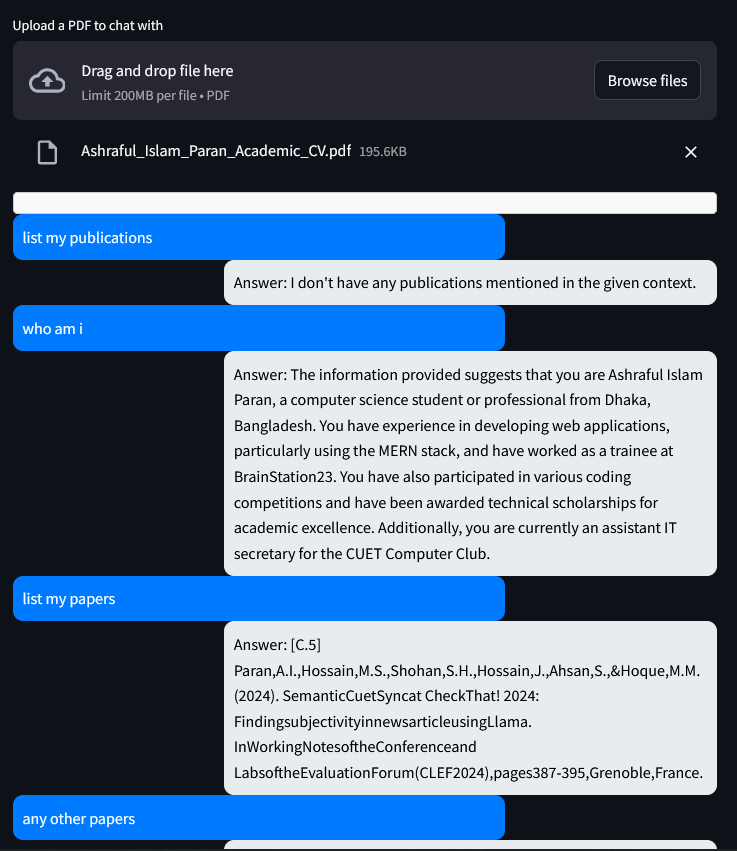 Upload a PDF to chat with
Drag and drop file here
Limit 200MB per file • PDF
Browse files
Ashraful_Islam_Paran_Academic_CV.pdf 195.6KB
list my publications
Answer: I don't have any publications mentioned in the given context.
who am i
Answer: The information provided suggests that you are Ashraful Islam
Paran, a computer science student or professional from Dhaka,
Bangladesh. You have experience in developing web applications,
particularly using the MERN stack, and have worked as a trainee at
BrainStation23. You have also participated in various coding
competitions and have been awarded technical scholarships for
academic excellence. Additionally, you are currently an assistant IT
secretary for the CUET Computer Club.
list my papers
Answer: [C.5]
Paran,A.I.,Hossain,M.S.,Shohan,S.H.,Hossain,J.,Ahsan,S.,&Hoque,M.M.
(2024). SemanticCuetSyncat CheckThat! 2024:
FindingsubjectivityinnewsarticleusingLlama.
InWorkingNotesoftheConferenceand
LabsoftheEvaluationForum(CLEF2024),pages387-395,Grenoble,France.
any other papers